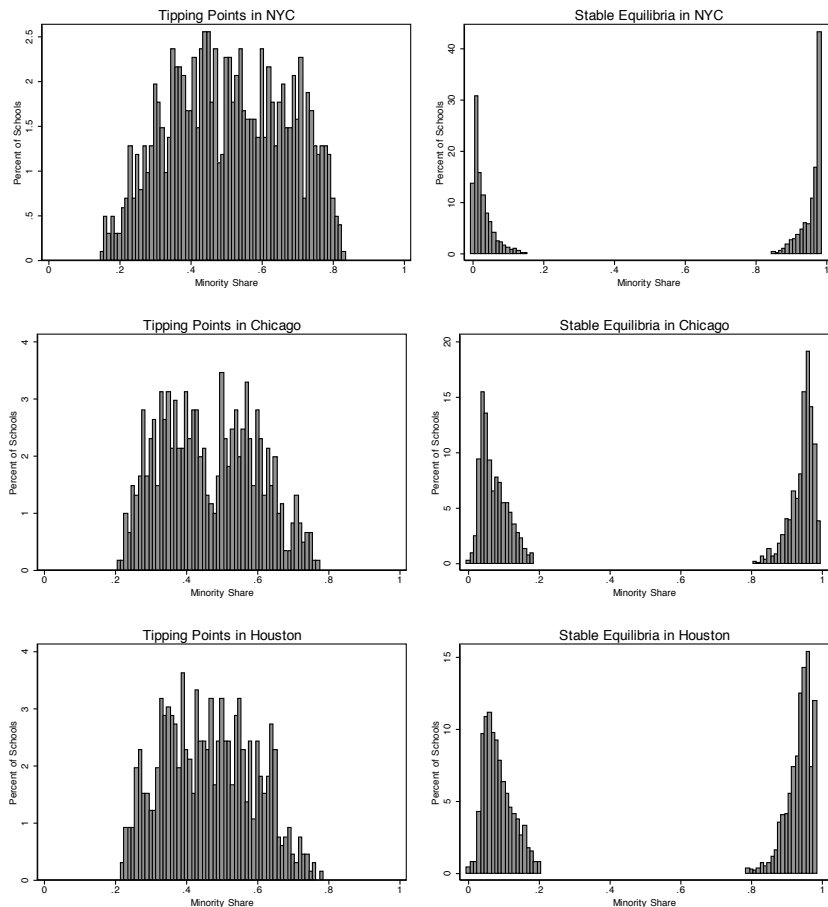 Tipping Points in NYC
Percent of Schools
0 .5 1 1.5 2 2.5
0 .2 .4 .6 .8 1
Minority Share
Stable Equilibria in NYC
Percent of Schools
0 10 20 30 40
0 .2 .4 .6 .8 1
Minority Share
Tipping Points in Chicago
Percent of Schools
0 1 2 3 4
0 .2 .4 .6 .8 1
Minority Share
Stable Equilibria in Chicago
Percent of Schools
0 5 10 15 20
0 .2 .4 .6 .8 1
Minority Share
Tipping Points in Houston
Percent of Schools
0 1 2 3 4
0 .2 .4 .6 .8 1
Minority Share
Stable Equilibria in Houston
Percent of Schools
0 5 10 15
0 .2 .4 .6 .8 1
Minority Share